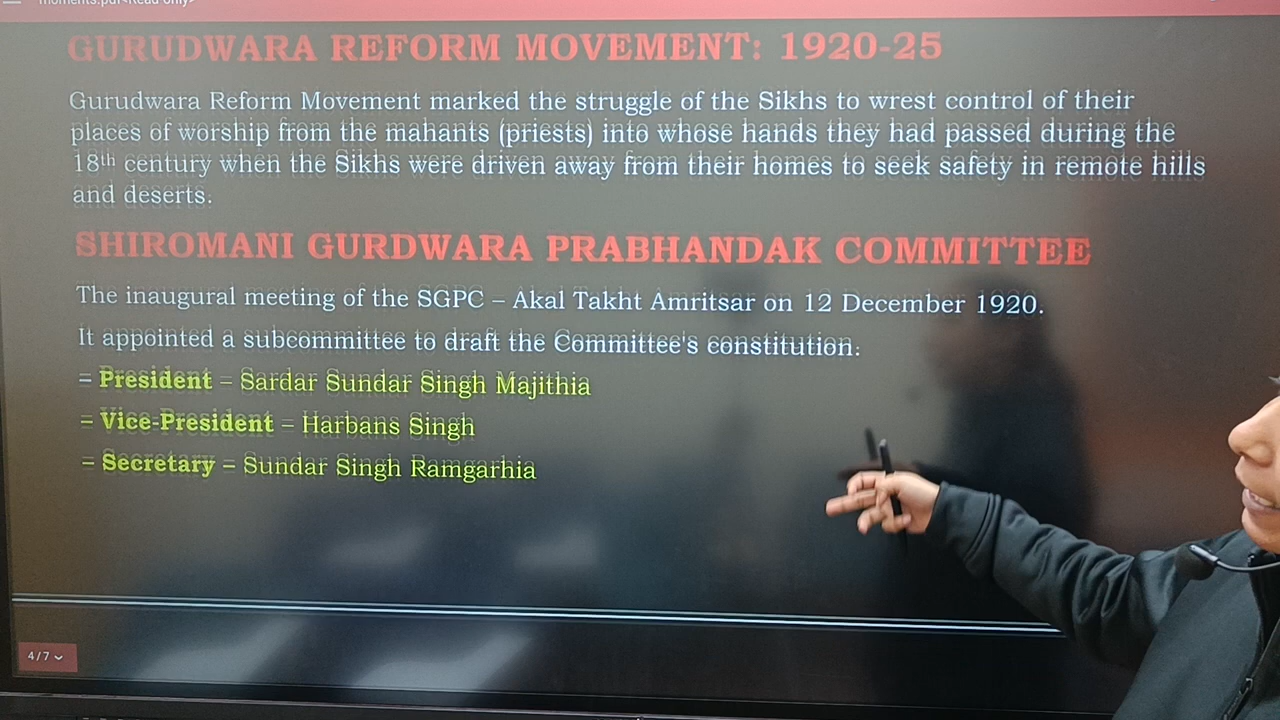 moments.pdf<Read only>
GURUDWARA REFORM MOVEMENT: 1920-25
Gurudwara Reform Movement marked the struggle of the Sikhs to wrest control of their
places of worship from the mahants (priests) into whose hands they had passed during the
18th century when the Sikhs were driven away from their homes to seek safety in remote hills
and deserts.
SHIROMANI GURDWARA PRABHANDAK COMMITTEE
The inaugural meeting of the SGPC – Akal Takht Amritsar on 12 December 1920.
It appointed a subcommittee to draft the Committee's constitution:
– President – Sardar Sundar Singh Majithia
– Vice-President – Harbans Singh
– Secretary – Sundar Singh Ramgarhia
4/7